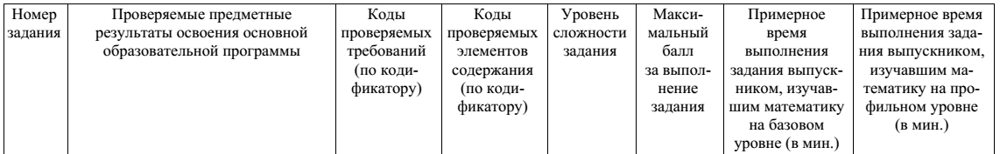 Номер
задания
Проверяемые предметные
результаты освоения основной
образовательной программы
Коды
проверяемых
требований
(по коди-
фикатору)
Коды
проверяемых
элементов
содержания
(по коди-
фикатору)
Уровень
сложности
задания
Макси-
мальный
балл
за выпол-
нение
задания
Примерное
время
выполнения
задания выпуск-
ником, изучав-
шим математику
на базовом
уровне (в мин.)
Примерное время
выполнения зада-
ния выпускником,
изучавшим ма-
тематику на про-
фильном уровне
(в мин.)